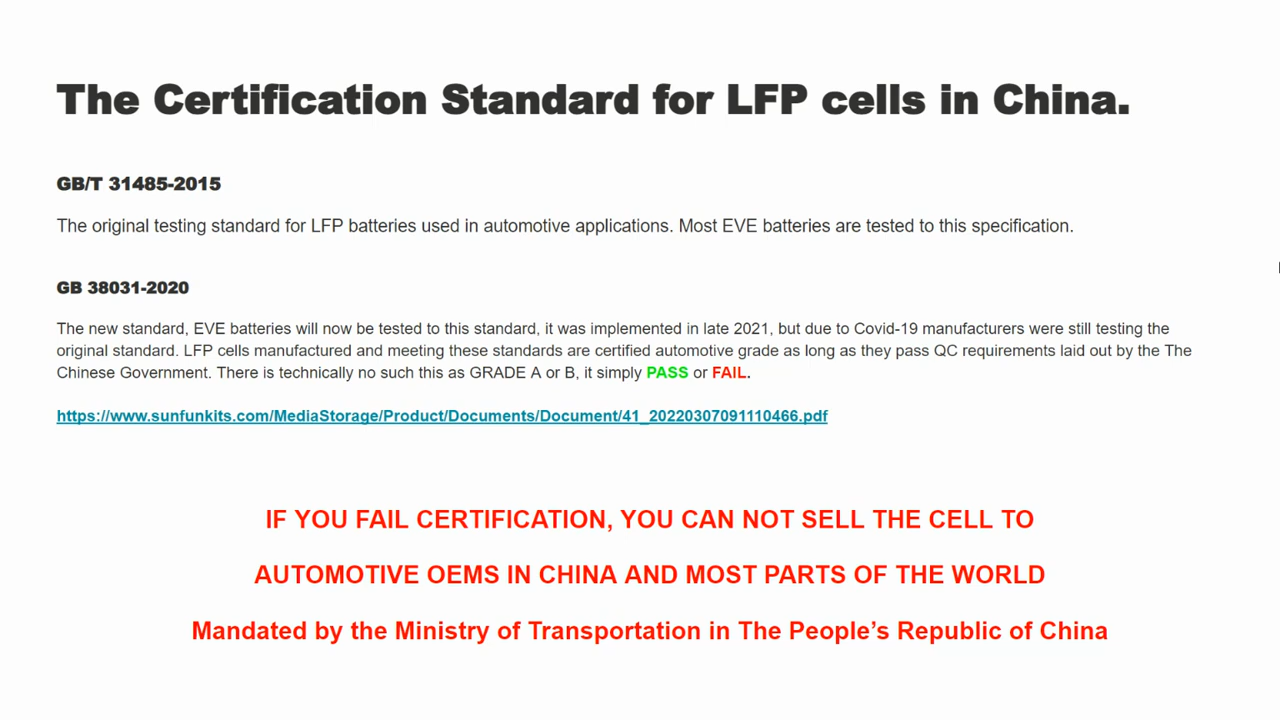 The Certification Standard for LFP cells in China.
GB/T 31485-2015
The original testing standard for LFP batteries used in automotive applications. Most EVE batteries are tested to this specification.
GB 38031-2020
The new standard, EVE batteries will now be tested to this standard, it was implemented in late 2021, but due to Covid-19 manufacturers were still testing the
original standard. LFP cells manufactured and meeting these standards are certified automotive grade as long as they pass QC requirements laid out by the The
Chinese Government. There is technically no such this as GRADE A or B, it simply PASS or FAIL.
https://www.sunfunkits.com/MediaStorage/Product/Documents/Document/41_20220307091110466.pdf
IF YOU FAIL CERTIFICATION, YOU CAN NOT SELL THE CELL TO
AUTOMOTIVE OEMS IN CHINA AND MOST PARTS OF THE WORLD
Mandated by the Ministry of Transportation in The People’s Republic of China